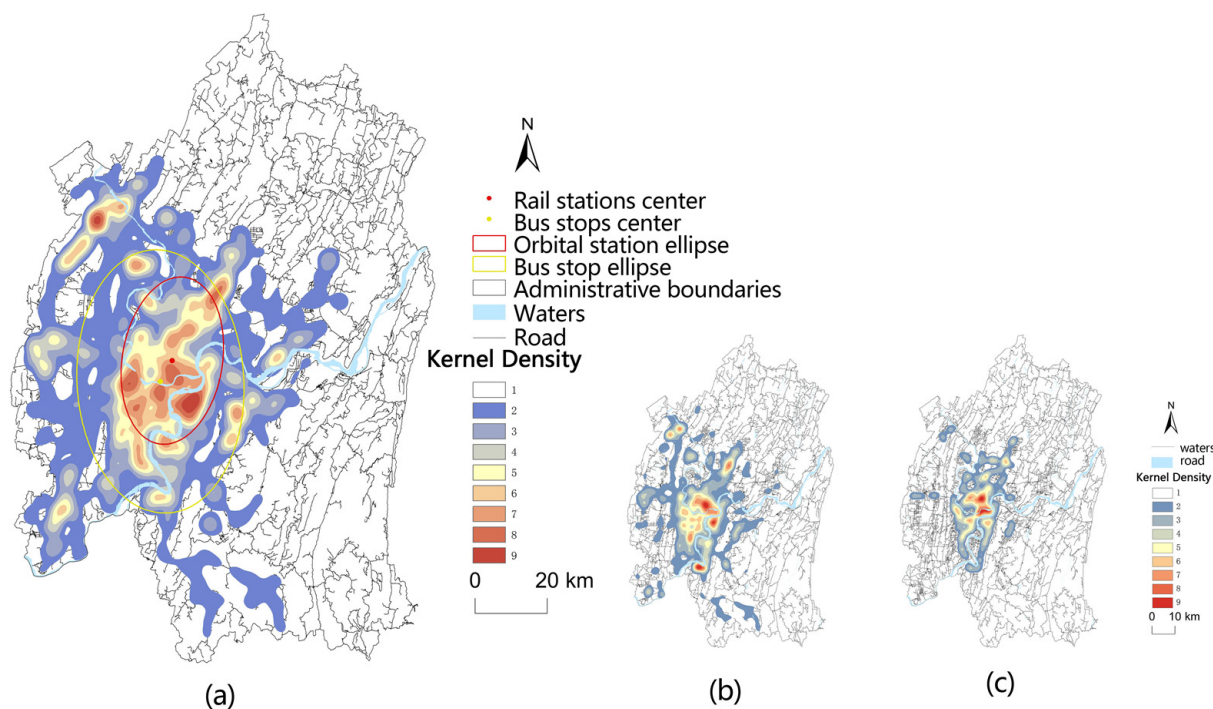 N
Rail stations center
Bus stops center
Orbital station ellipse
Bus stop ellipse
Administrative boundaries
Waters
Road
Kernel Density
1
2
3
4
5
6
7
8
9
0 20 km
(a)
(b)
(c)
N
waters
road
Kernel Density
1
2
3
4
5
6
7
8
9
0 10 km